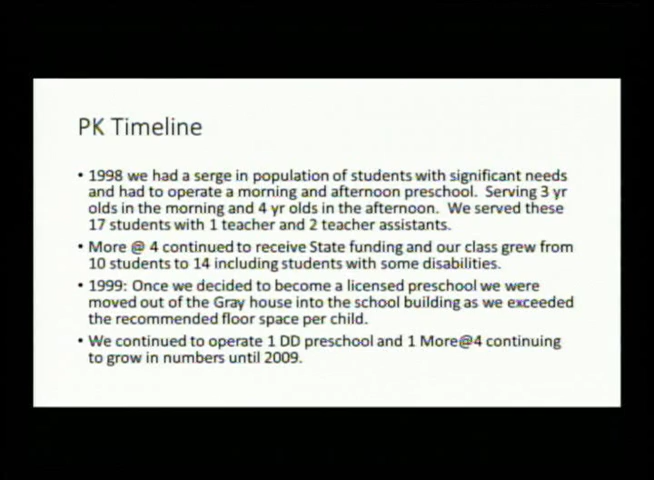 PK Timeline
• 1998 we had a serge in population of students with significant needs
and had to operate a morning and afternoon preschool. Serving 3 yr
olds in the morning and 4 yr olds in the afternoon. We served these
17 students with 1 teacher and 2 teacher assistants.
• More @ 4 continued to receive State funding and our class grew from
10 students to 14 including students with some disabilities.
• 1999: Once we decided to become a licensed preschool we were
moved out of the Gray house into the school building as we exceeded
the recommended floor space per child.
• We continued to operate 1 DD preschool and 1 More@4 continuing
to grow in numbers until 2009.